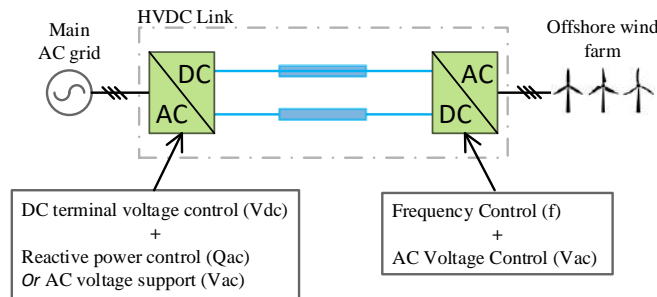 HVDC Link
Main
AC grid
Offshore wind
farm
DC
AC
AC
DC
DC terminal voltage control (Vdc)
+
Reactive power control (Qac)
Or AC voltage support (Vac)
Frequency Control (f)
+
AC Voltage Control (Vac)